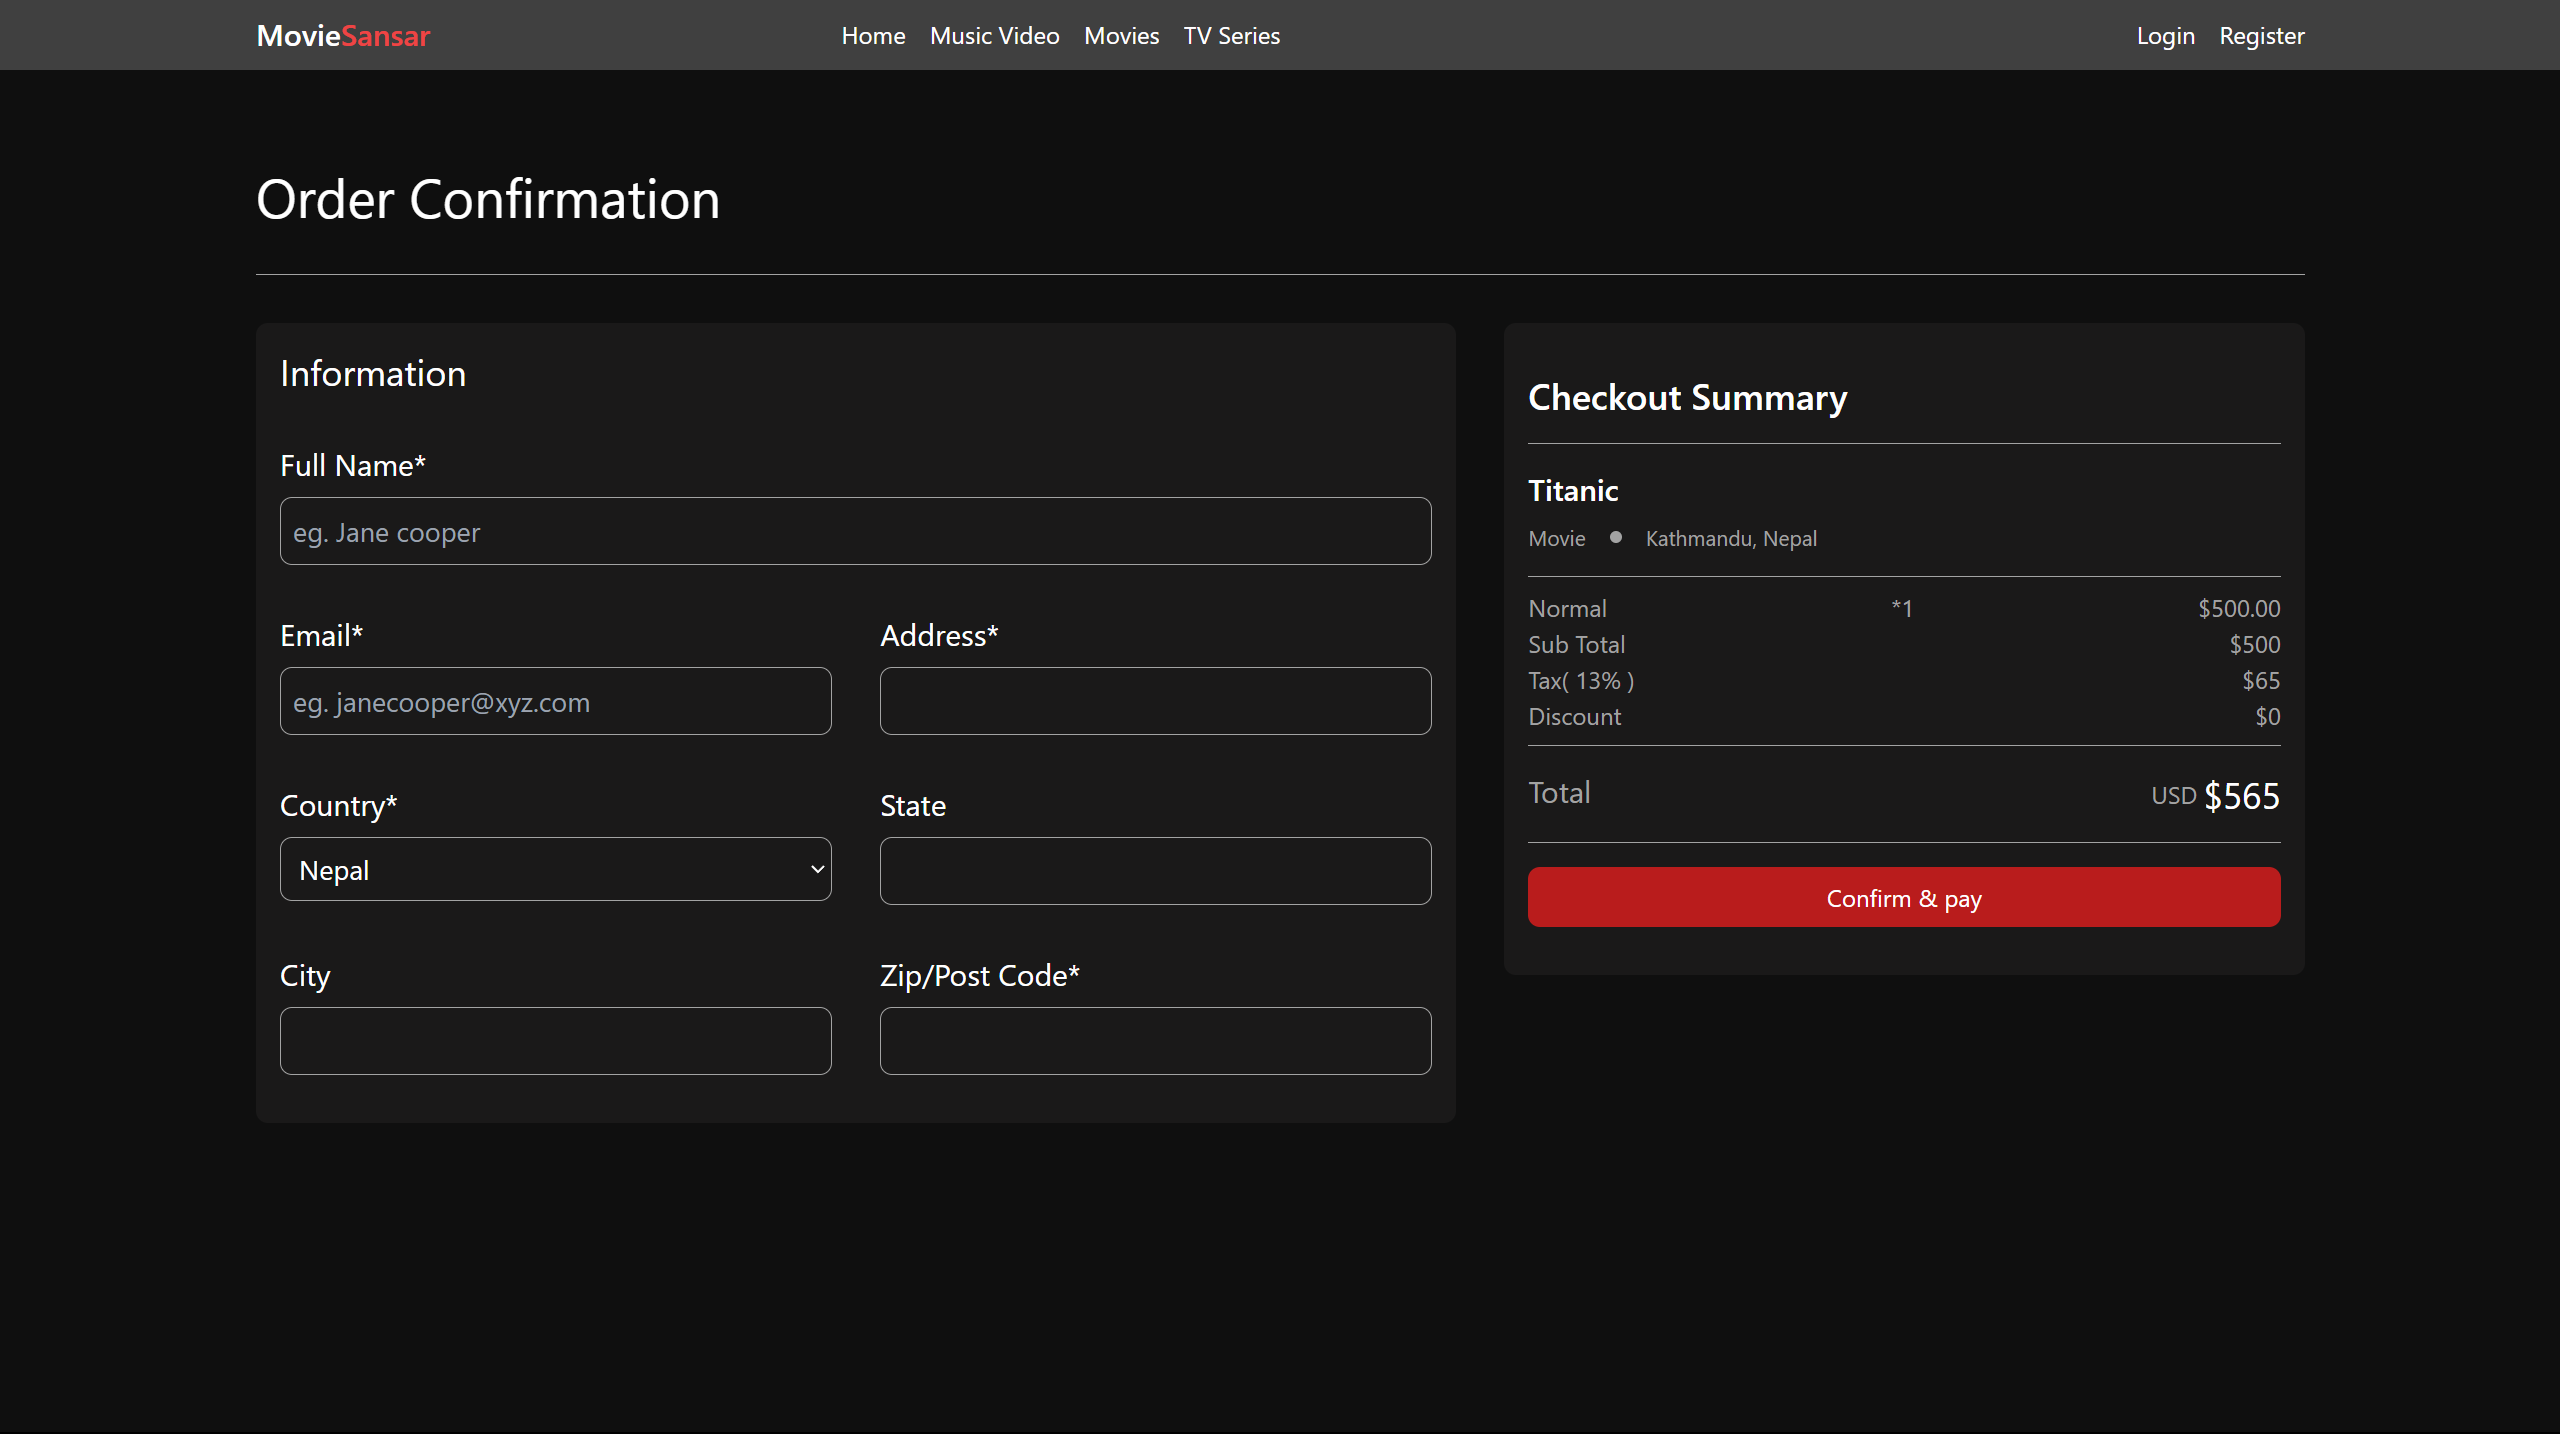 MovieSansar
Home Music Video Movies TV Series
Login Register
Order Confirmation
Information
Full Name*
eg. Jane cooper
Email*
eg. janecooper@xyz.com
Address*
Country*
Nepal
State
City
Zip/Post Code*
Checkout Summary
Titanic
Movie ● Kathmandu, Nepal
Normal *1 $500.00
Sub Total $500
Tax( 13% ) $65
Discount $0
Total USD $565
Confirm & pay